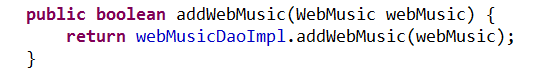 public boolean addWebMusic(WebMusic webMusic) {
    return webMusicDaoImpl.addWebMusic(webMusic);
}